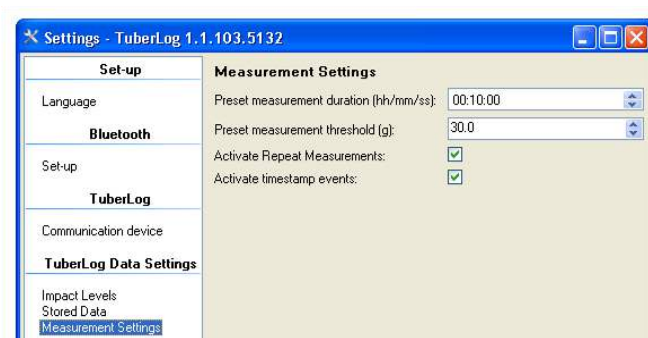 Settings - TuberLog 1.1.103.5132
Set-up
Language
Bluetooth
Set-up
TuberLog
Communication device
TuberLog Data Settings
Impact Levels
Stored Data
Measurement Settings
Measurement Settings
Preset measurement duration (hh/mm/ss): 00:10:00
Preset measurement threshold (g): 30.0
Activate Repeat Measurements:
Activate timestamp events: